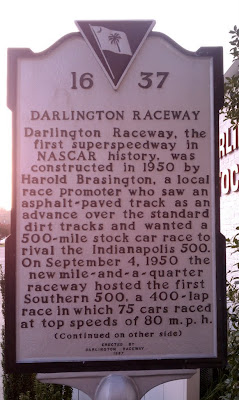 16 37
DARLINGTON RACEWAY
Darlington Raceway, the
first superspeedway in
NASCAR history, was
constructed in 1950 by
Harold Brasington, a local
race promoter who saw an
asphalt-paved track as an
advance over the standard
dirt tracks and wanted a
500-mile stock car race to
rival the Indianapolis 500.
On September 4, 1950 the
new mile-and-a-quarter
raceway hosted the first
Southern 500, a 400-lap
race in which 75 cars raced
at top speeds of 80 m.p.h.
(Continued on other side)
ERECTED BY
DARLINGTON RACEWAY